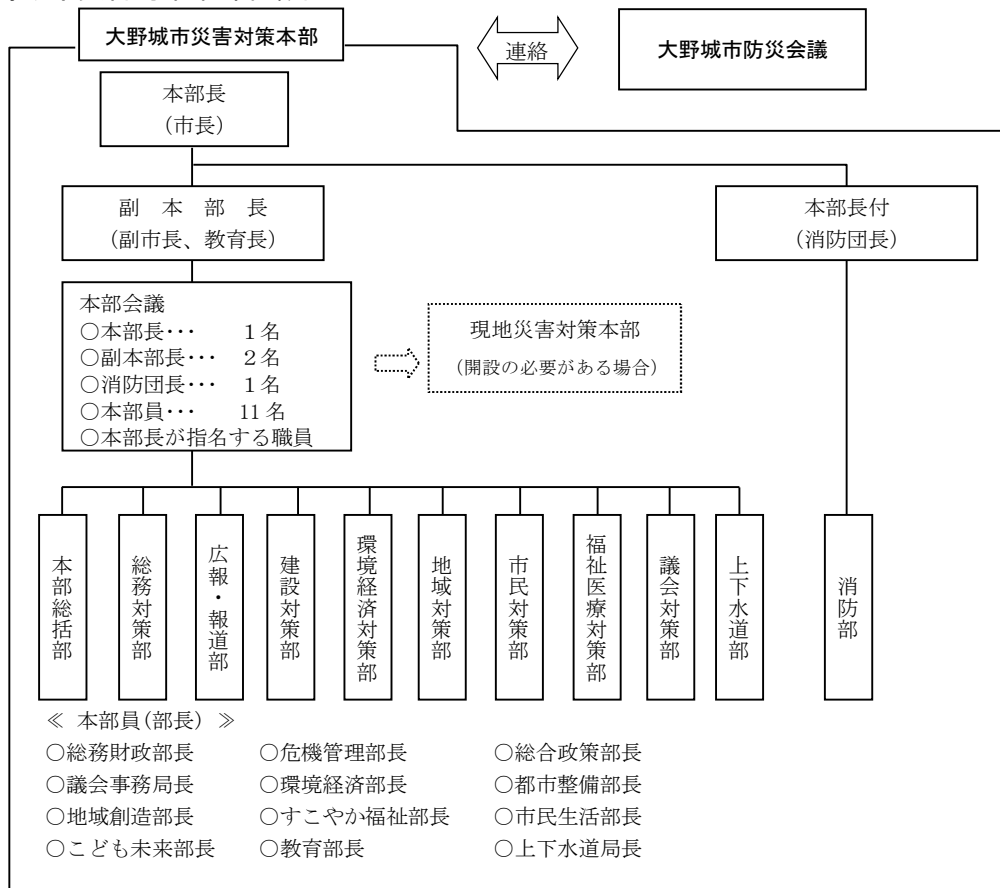 大野城市災害対策本部
連絡
大野城市防災会議
本部長
(市長)
副 本 部 長
(副市長、教育長)
本部長付
(消防団長)
本部会議
○本部長･･･ 1名
○副本部長･･･ 2名
○消防団長･･･ 1名
○本部員･･･ 11名
○本部長が指名する職員
現地災害対策本部
(開設の必要がある場合)
本部総括部
総務対策部
広報・報道部
建設対策部
環境経済対策部
地域対策部
市民対策部
福祉医療対策部
議会対策部
上下水道部
消防部
≪ 本部員(部長) ≫
○総務財政部長 ○危機管理部長 ○総合政策部長
○議会事務局長 ○環境経済部長 ○都市整備部長
○地域創造部長 ○すこやか福祉部長 ○市民生活部長
○こども未来部長 ○教育部長 ○上下水道局長